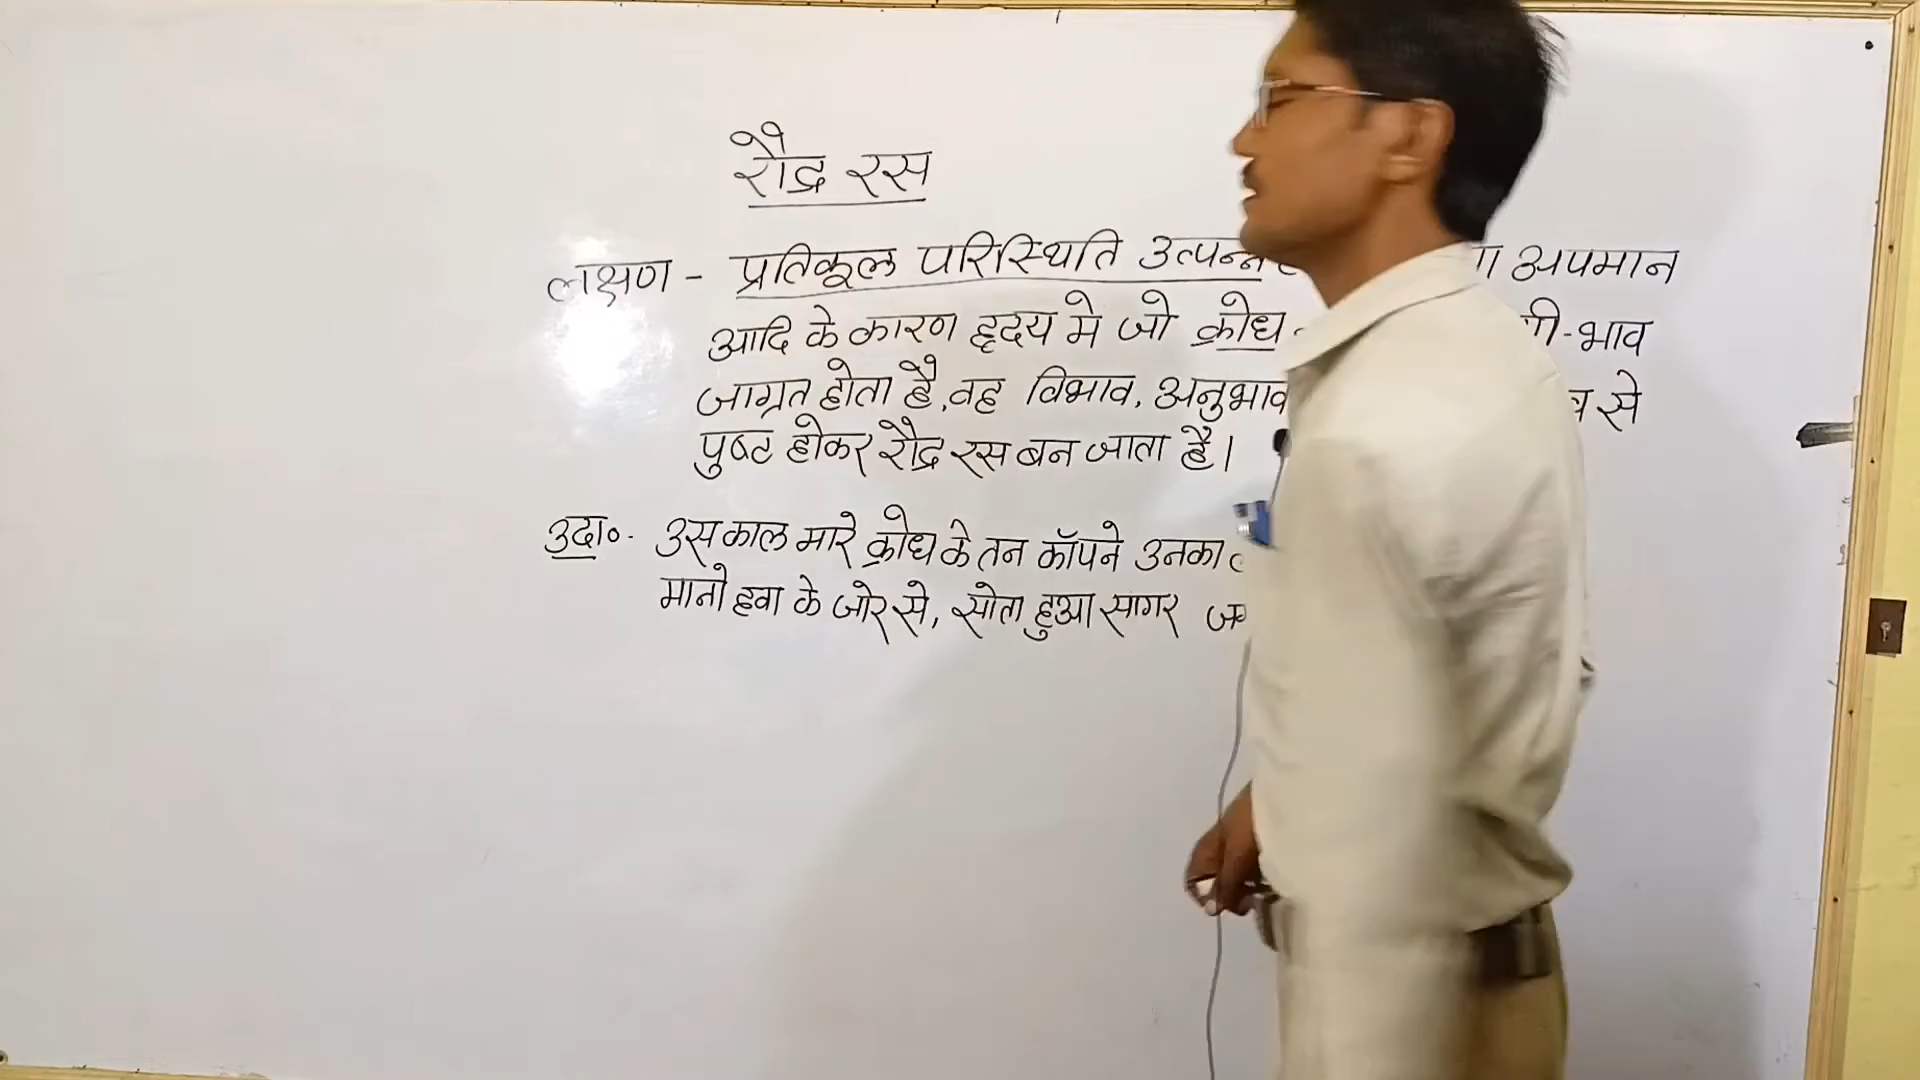 रौद्र रस
लक्षण - प्रतिकूल परिस्थिति उत्पन्न अपमान
आदि के कारण हृदय मे जो क्रोध -भाव
जाग्रत होता है, वह विभाव, अनुभाव से
पुष्ट होकर रौद्र रस बन जाता है।
उदा०- उस काल मारे क्रोध के तन काॅपने उनका
मानो हवा के जोर से, सोता हुआ सागर